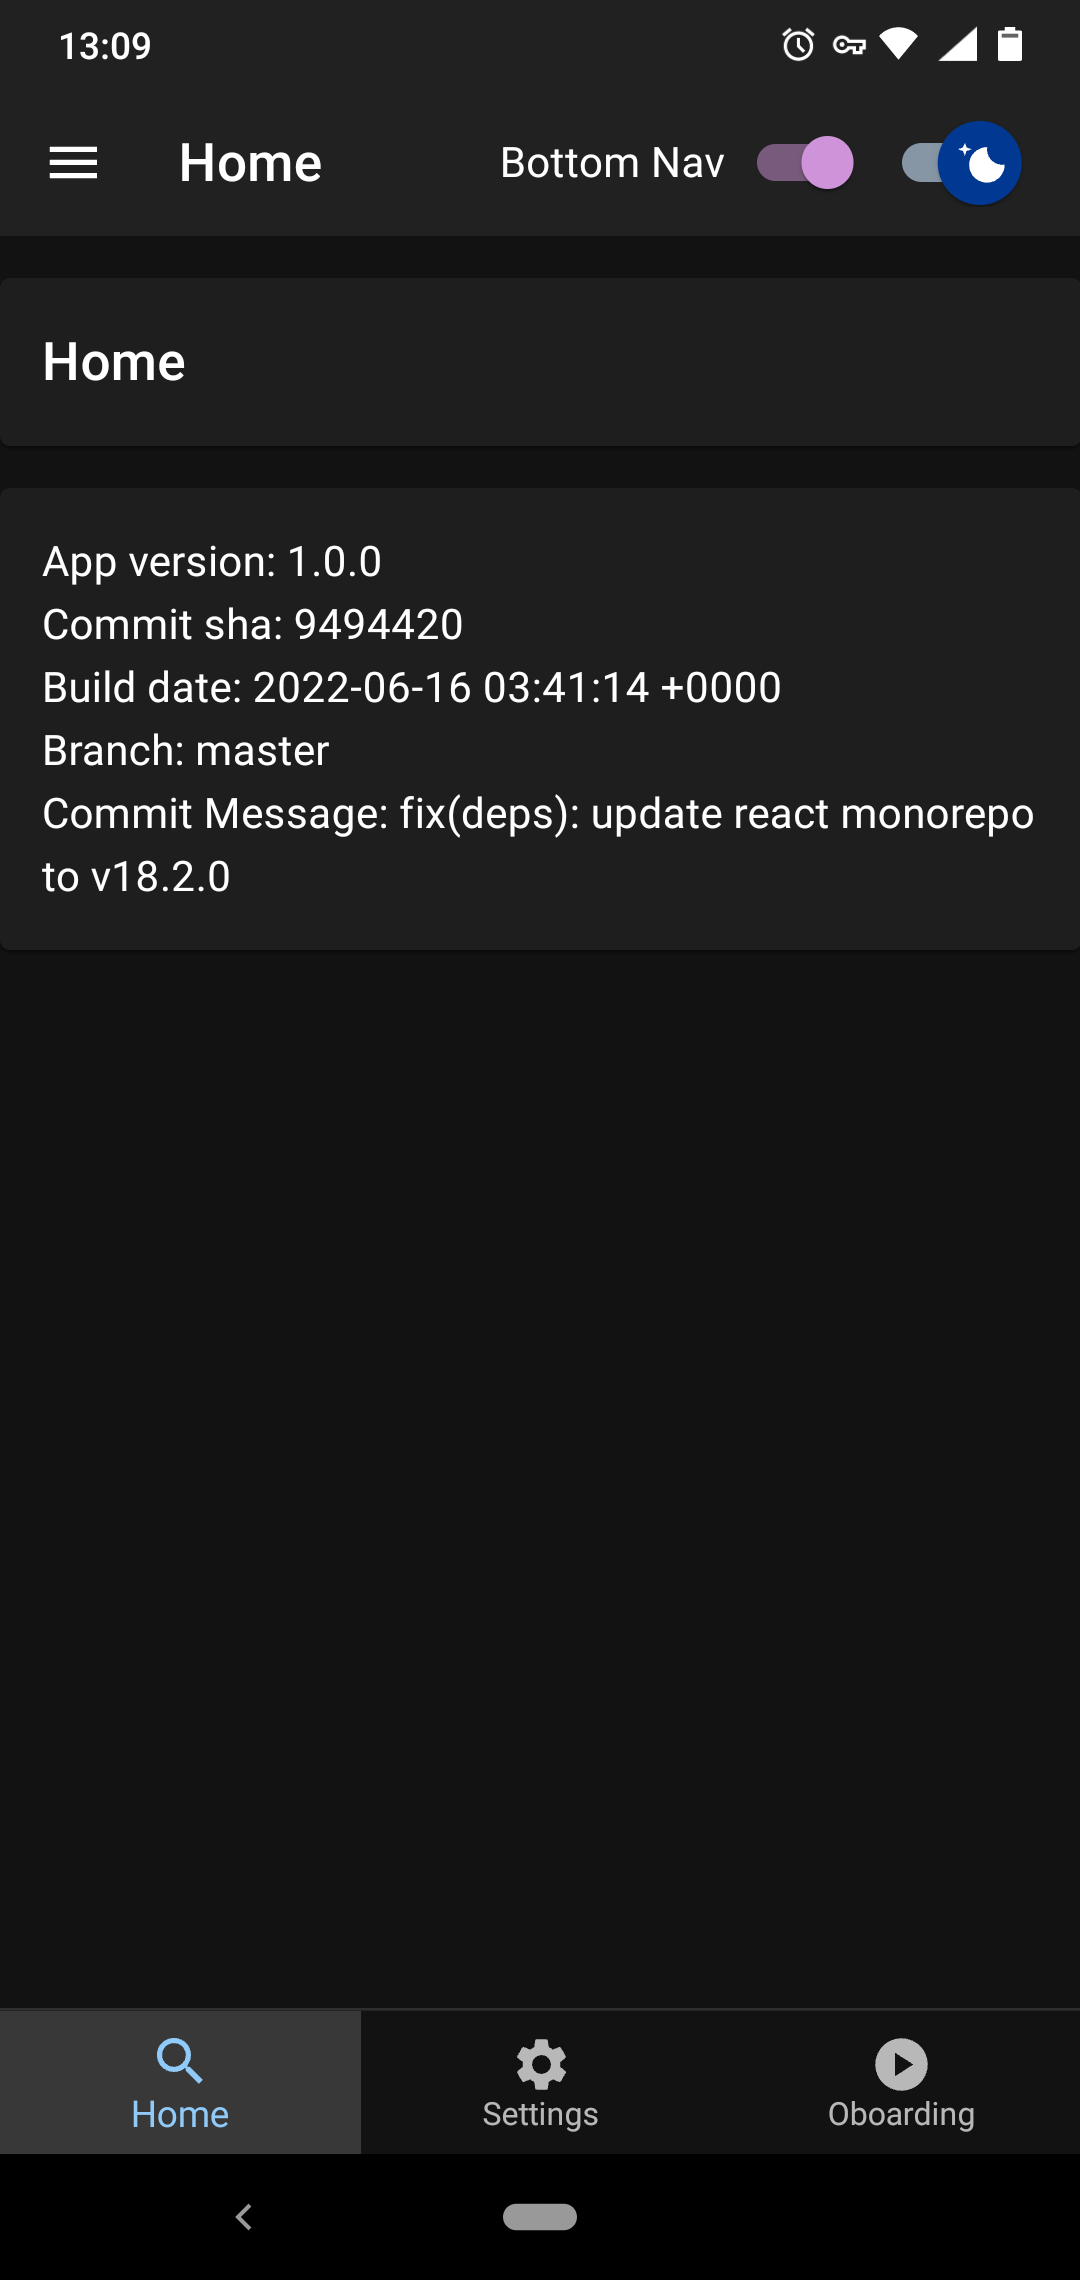 13:09
Home
Bottom Nav
Home
App version: 1.0.0
Commit sha: 9494420
Build date: 2022-06-16 03:41:14 +0000
Branch: master
Commit Message: fix(deps): update react monorepo
to v18.2.0
Home
Settings
Oboarding